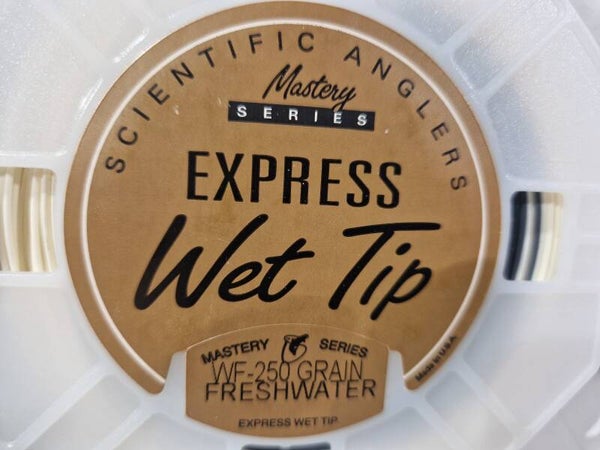 SCIENTIFIC ANGLERS
Mastery
SERIES
EXPRESS
Wet Tip
MASTERY SERIES
WF-250 GRAIN
FRESHWATER
EXPRESS WET TIP.
Made in U.S.A.